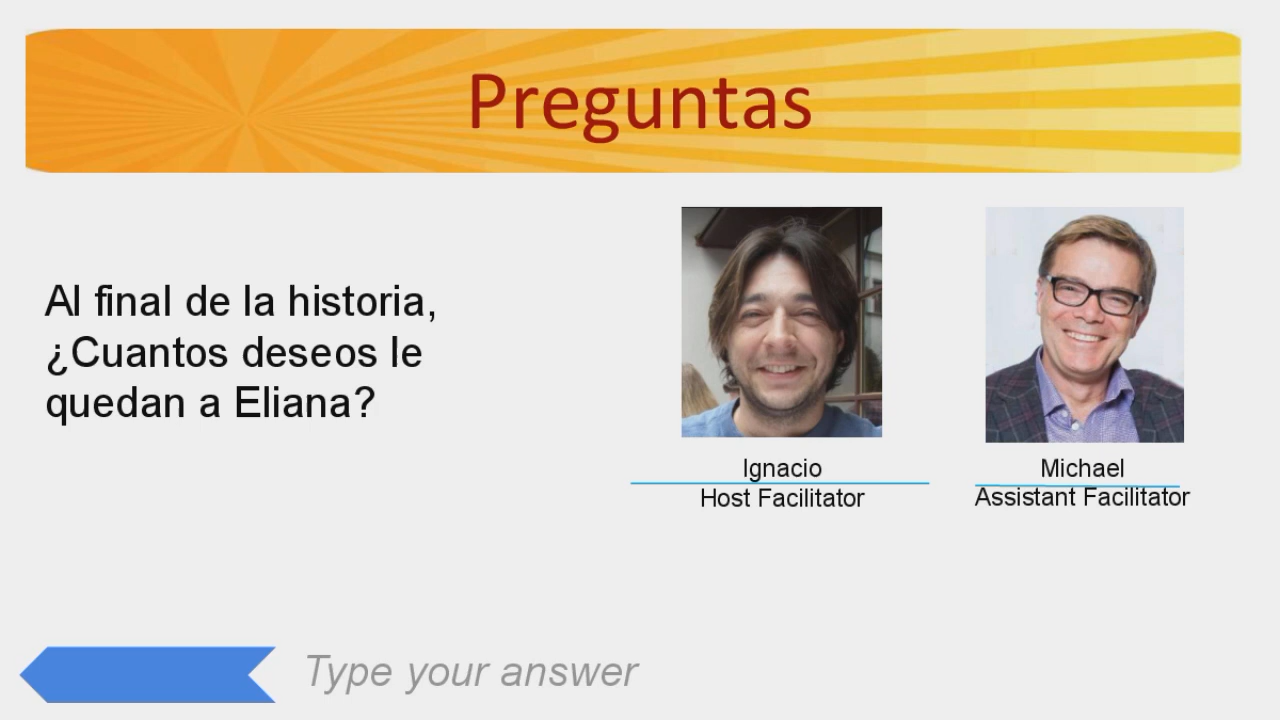 Preguntas
Al final de la historia,
¿Cuantos deseos le
quedan a Eliana?
Ignacio
Host Facilitator
Michael
Assistant Facilitator
Type your answer